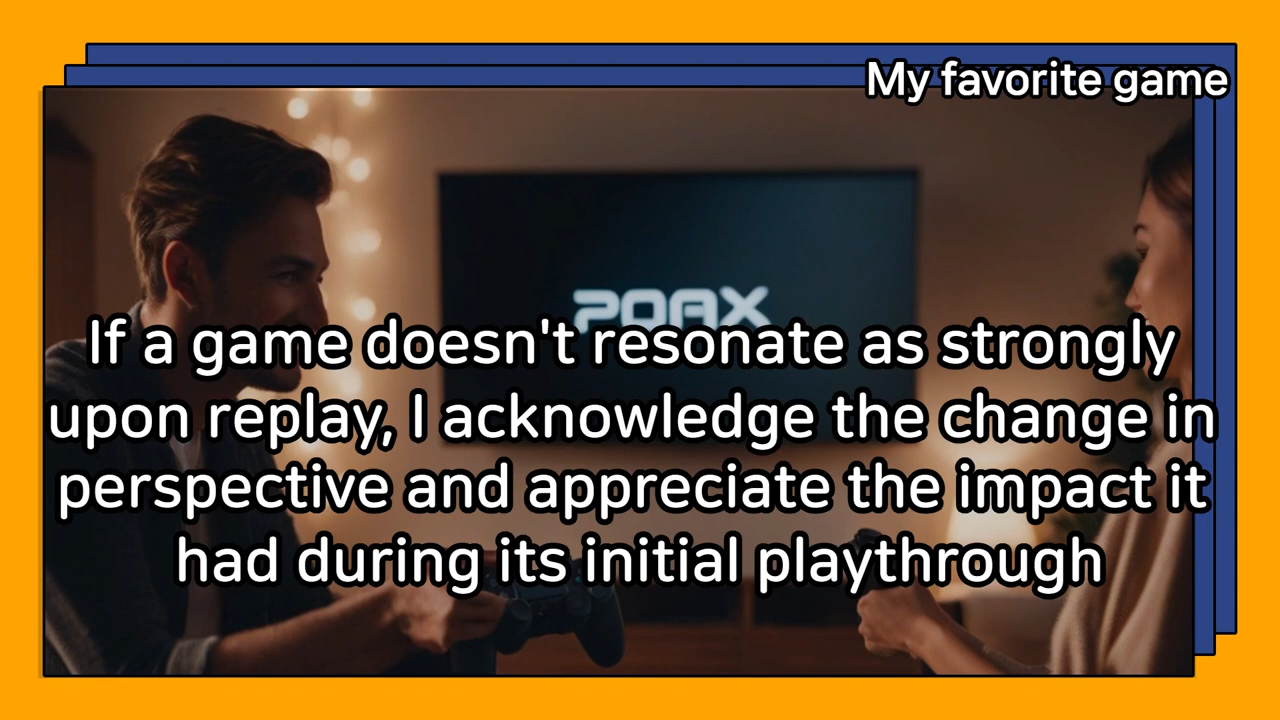 My favorite game
If a game doesn't resonate as strongly
upon replay, I acknowledge the change in
perspective and appreciate the impact it
had during its initial playthrough